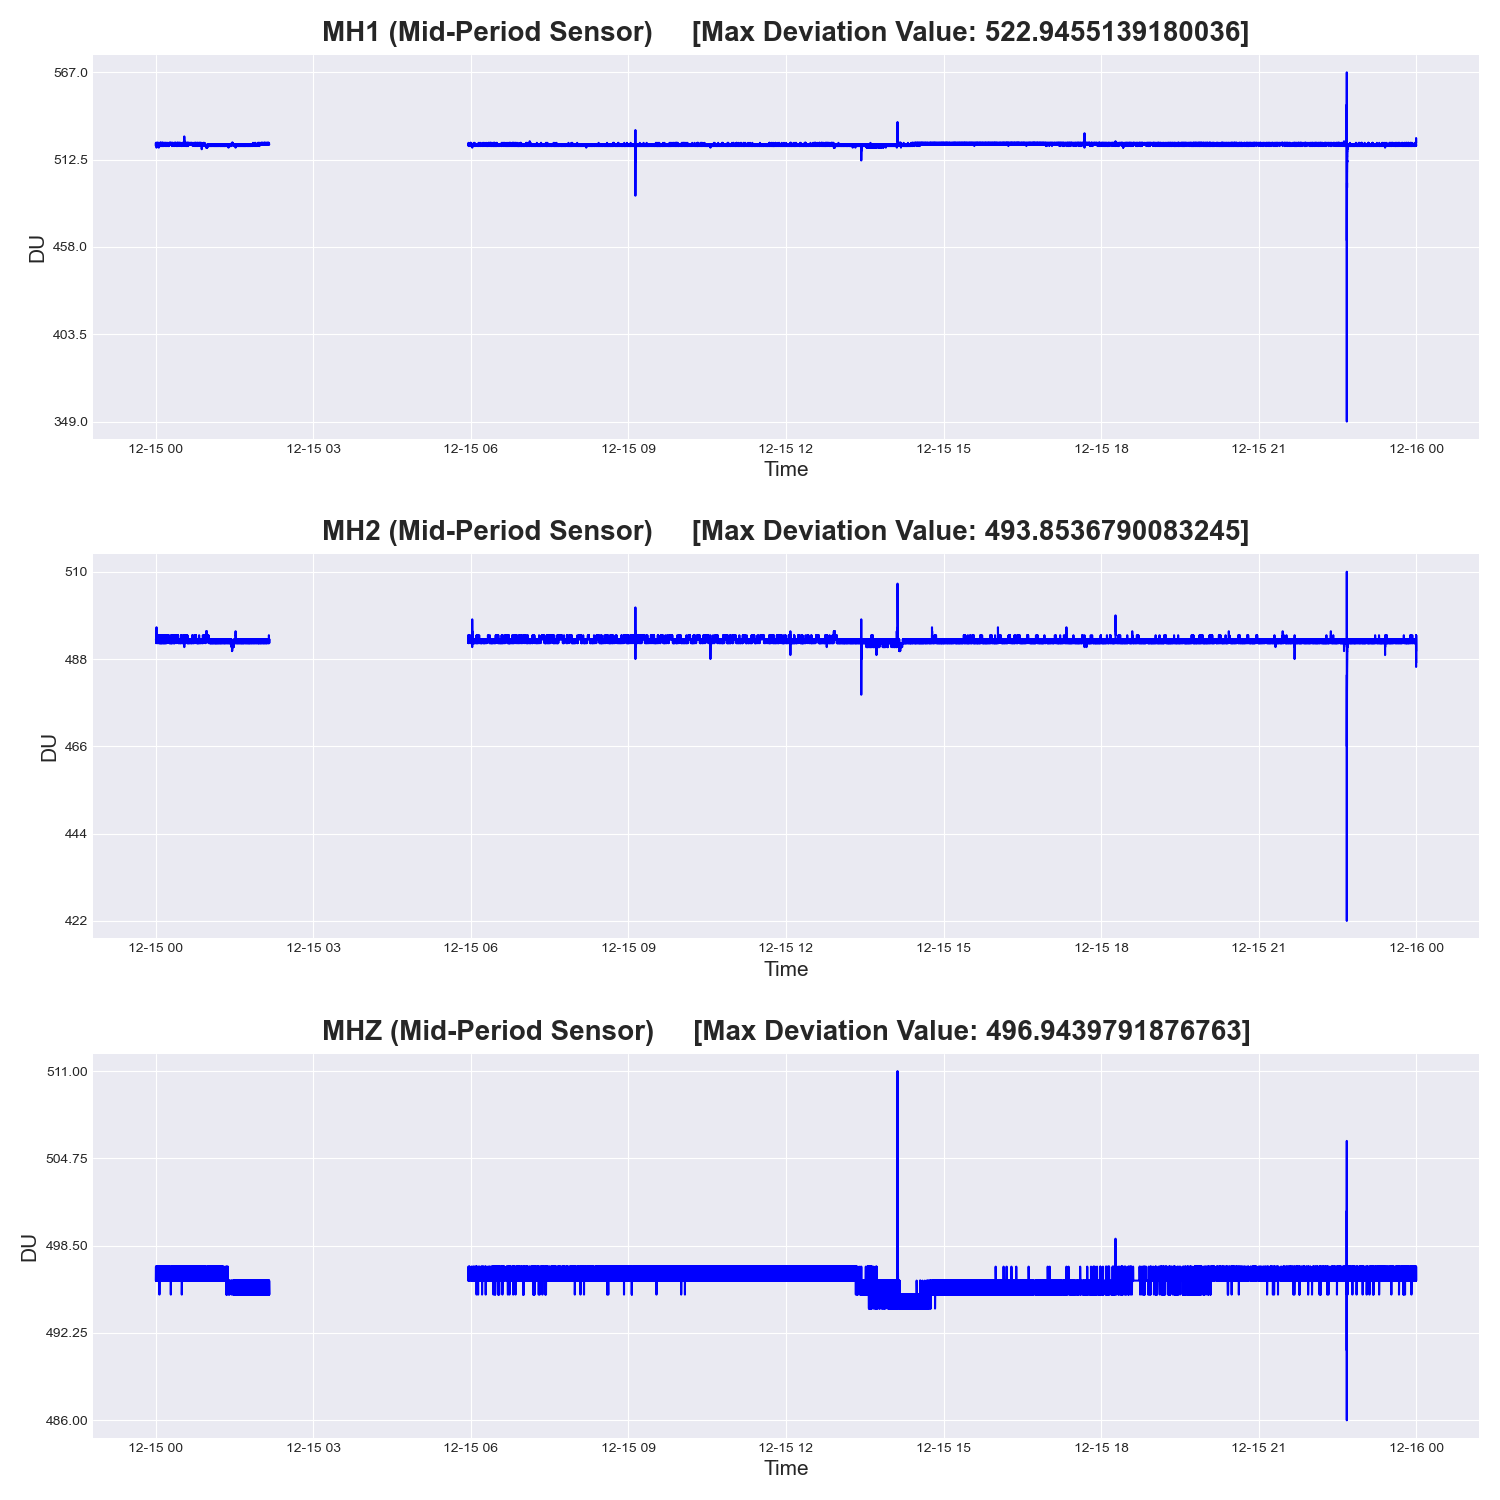 MH1 (Mid-Period Sensor) [Max Deviation Value: 522.9455139180036]
567.0
512.5
458.0
403.5
349.0
DU
12-15 00 12-15 03 12-15 06 12-15 09 12-15 12 12-15 15 12-15 18 12-15 21 12-16 00
Time
MH2 (Mid-Period Sensor) [Max Deviation Value: 493.8536790083245]
510
488
466
444
422
DU
12-15 00 12-15 03 12-15 06 12-15 09 12-15 12 12-15 15 12-15 18 12-15 21 12-16 00
Time
MHZ (Mid-Period Sensor) [Max Deviation Value: 496.9439791876763]
511.00
504.75
498.50
492.25
486.00
DU
12-15 00 12-15 03 12-15 06 12-15 09 12-15 12 12-15 15 12-15 18 12-15 21 12-16 00
Time